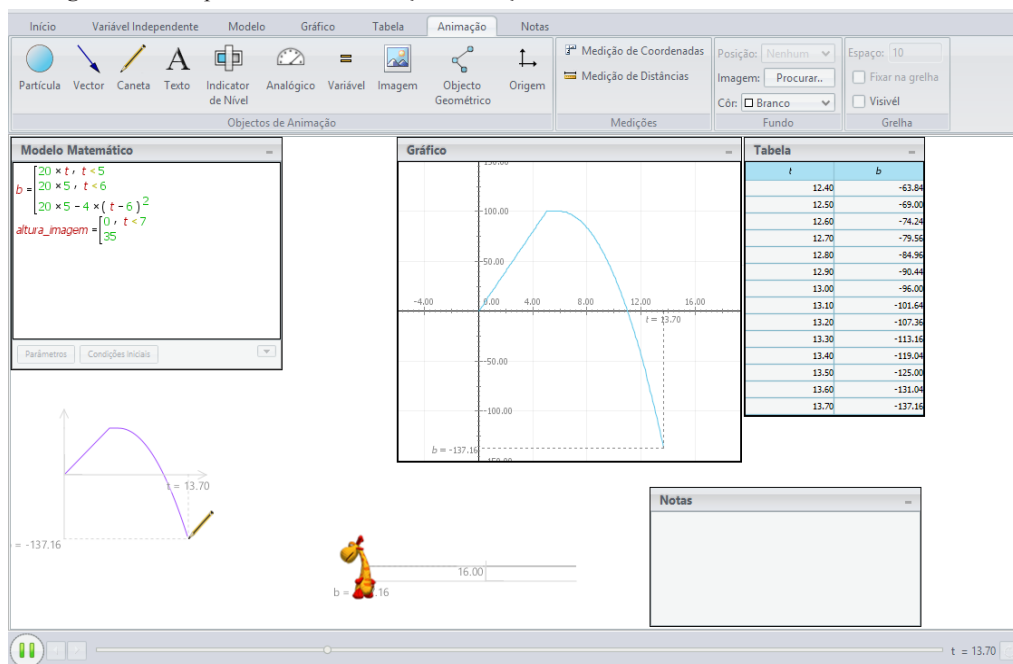 Início Variável Independente Modelo Gráfico Tabela Animação Notas
Partícula Vector Caneta Texto Indicator de Nível Analógico Variável Imagem Objecto Geométrico Origem
Objectos de Animação
Medição de Coordenadas
Medição de Distâncias
Medições
Posição: Nenhum
Imagem: Procurar..
Côr: Branco
Fundo
Espaço: 10
Fixar na grelha
Visivél
Grelha
Modelo Matemático
b = [20 × t, t < 5
20 × 5, t < 6
20 × 5 - 4 × (t - 6)²
altura_imagem = [0, t < 7
35
Parâmetros Condições iniciais
Gráfico
100.00
50.00
-4.00 0.00 4.00 8.00 12.00 16.00
t = 13.70
-50.00
-100.00
b = -137.16
Tabela
t b
12.40 -63.84
12.50 -69.00
12.60 -74.24
12.70 -79.56
12.80 -84.96
12.90 -90.44
13.00 -96.00
13.10 -101.64
13.20 -107.36
13.30 -113.16
13.40 -119.04
13.50 -125.00
13.60 -131.04
13.70 -137.16
t = 13.70
= -137.16
16.00
b = .16
Notas
t = 13.70